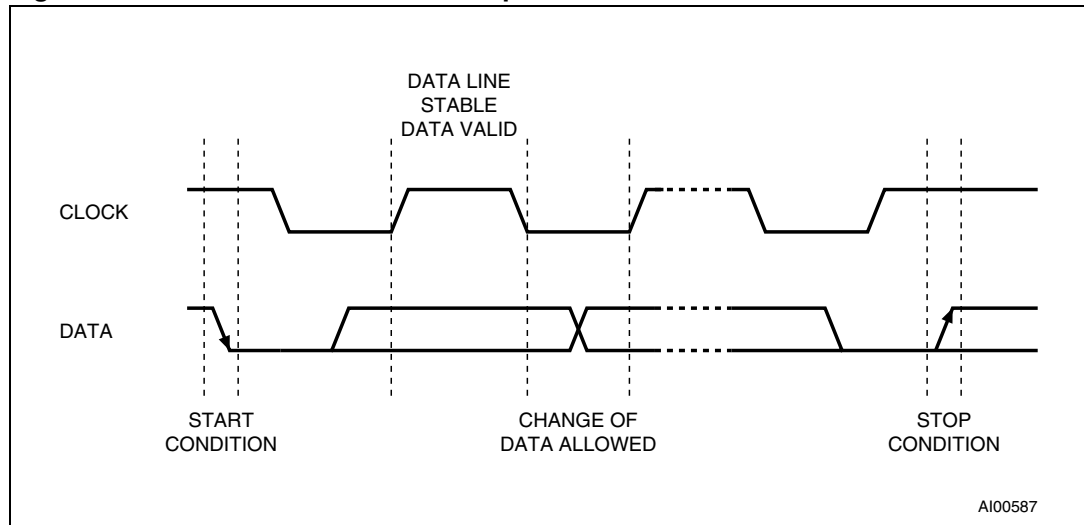 DATA LINE
STABLE
DATA VALID
CLOCK
DATA
START
CONDITION
CHANGE OF
DATA ALLOWED
STOP
CONDITION
AI00587